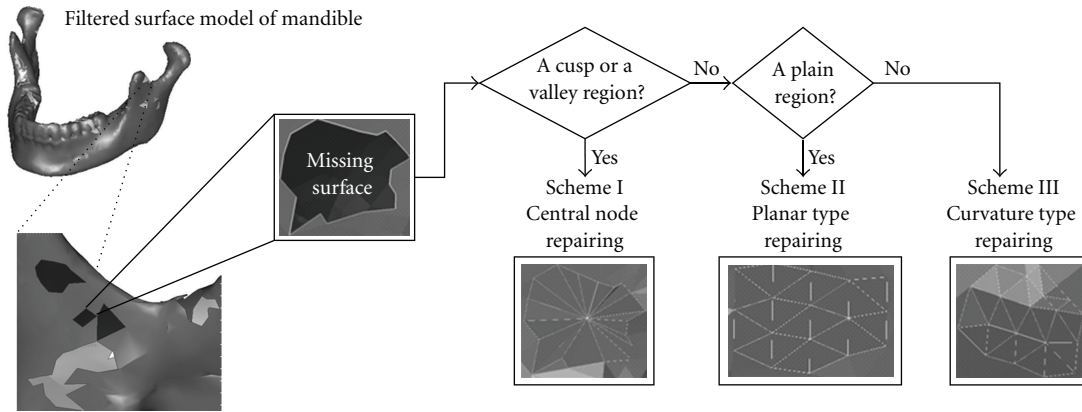 Filtered surface model of mandible
Missing
surface
A cusp or a
valley region?
No
A plain
region?
No
Yes
Yes
Scheme I
Central node
repairing
Scheme II
Planar type
repairing
Scheme III
Curvature type
repairing